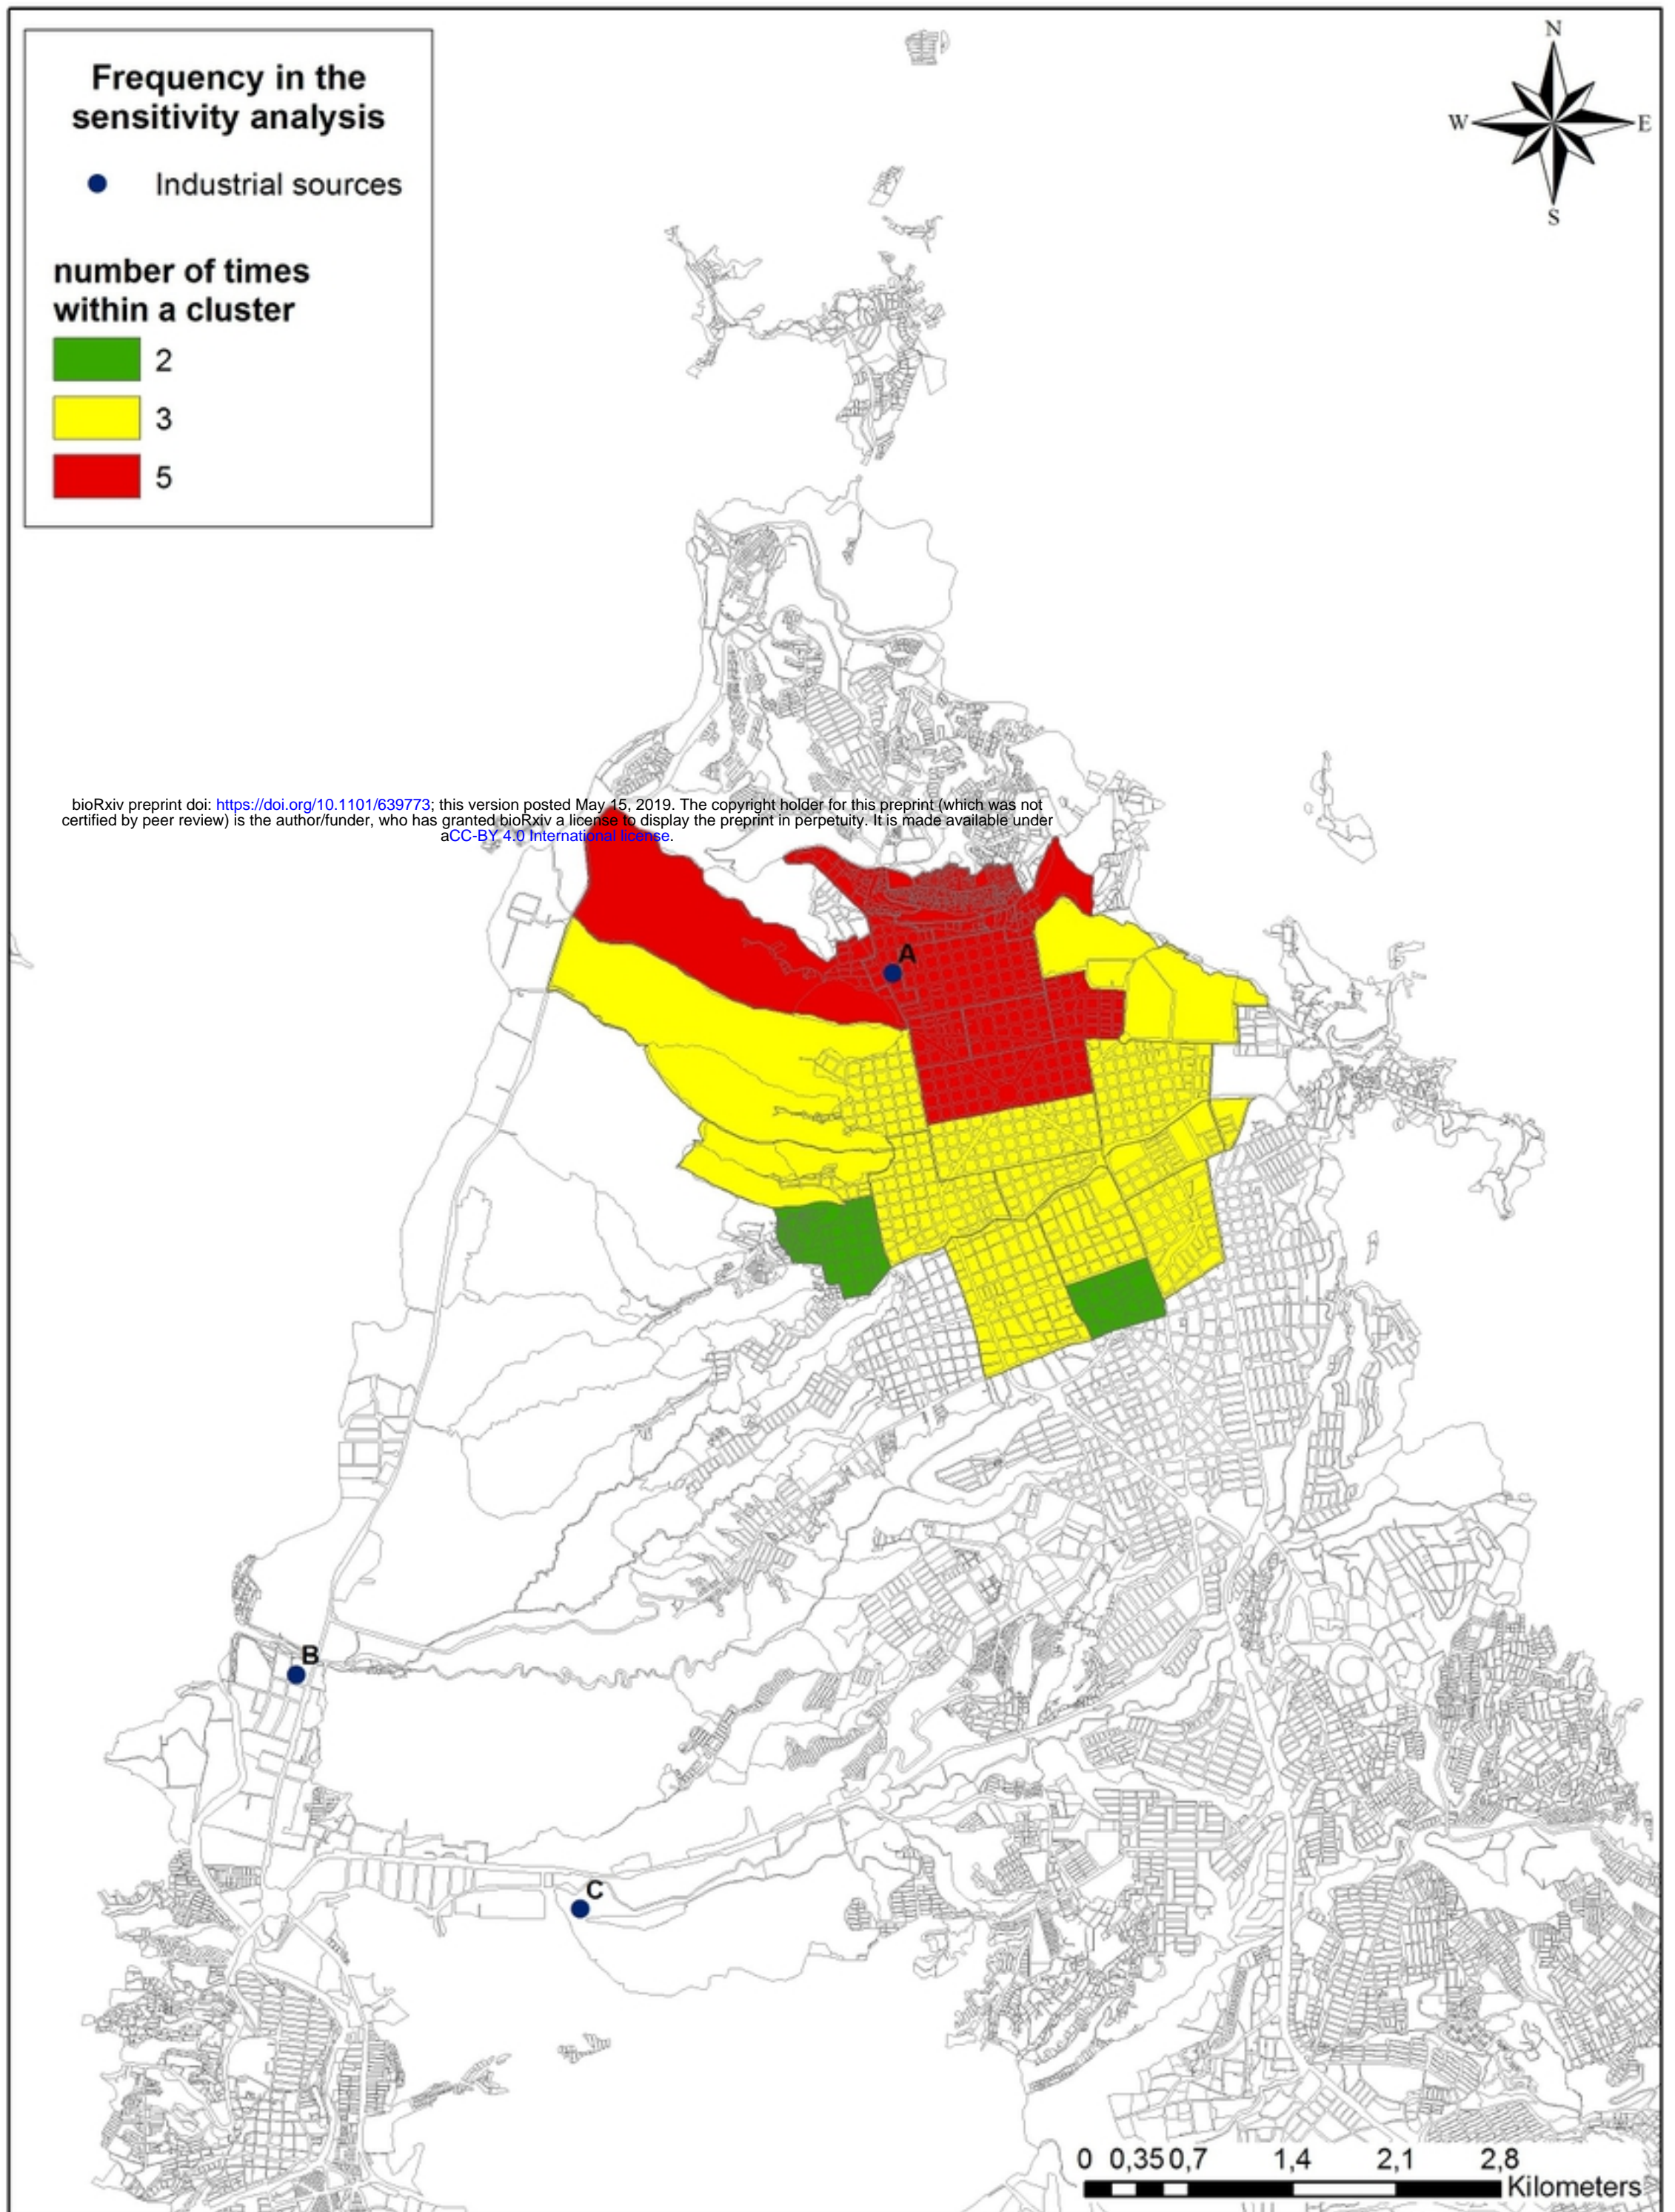 Frequency in the
sensitivity analysis
Industrial sources
number of times
within a cluster
2
3
5
N
W
E
S
bioRxiv preprint doi: https://doi.org/10.1101/639773; this version posted May 15, 2019. The copyright holder for this preprint (which was not
certified by peer review) is the author/funder, who has granted bioRxiv a license to display the preprint in perpetuity. It is made available under
aCC-BY 4.0 International license.
A
B
C
0 0,35 0,7 1,4 2,1 2,8
Kilometers